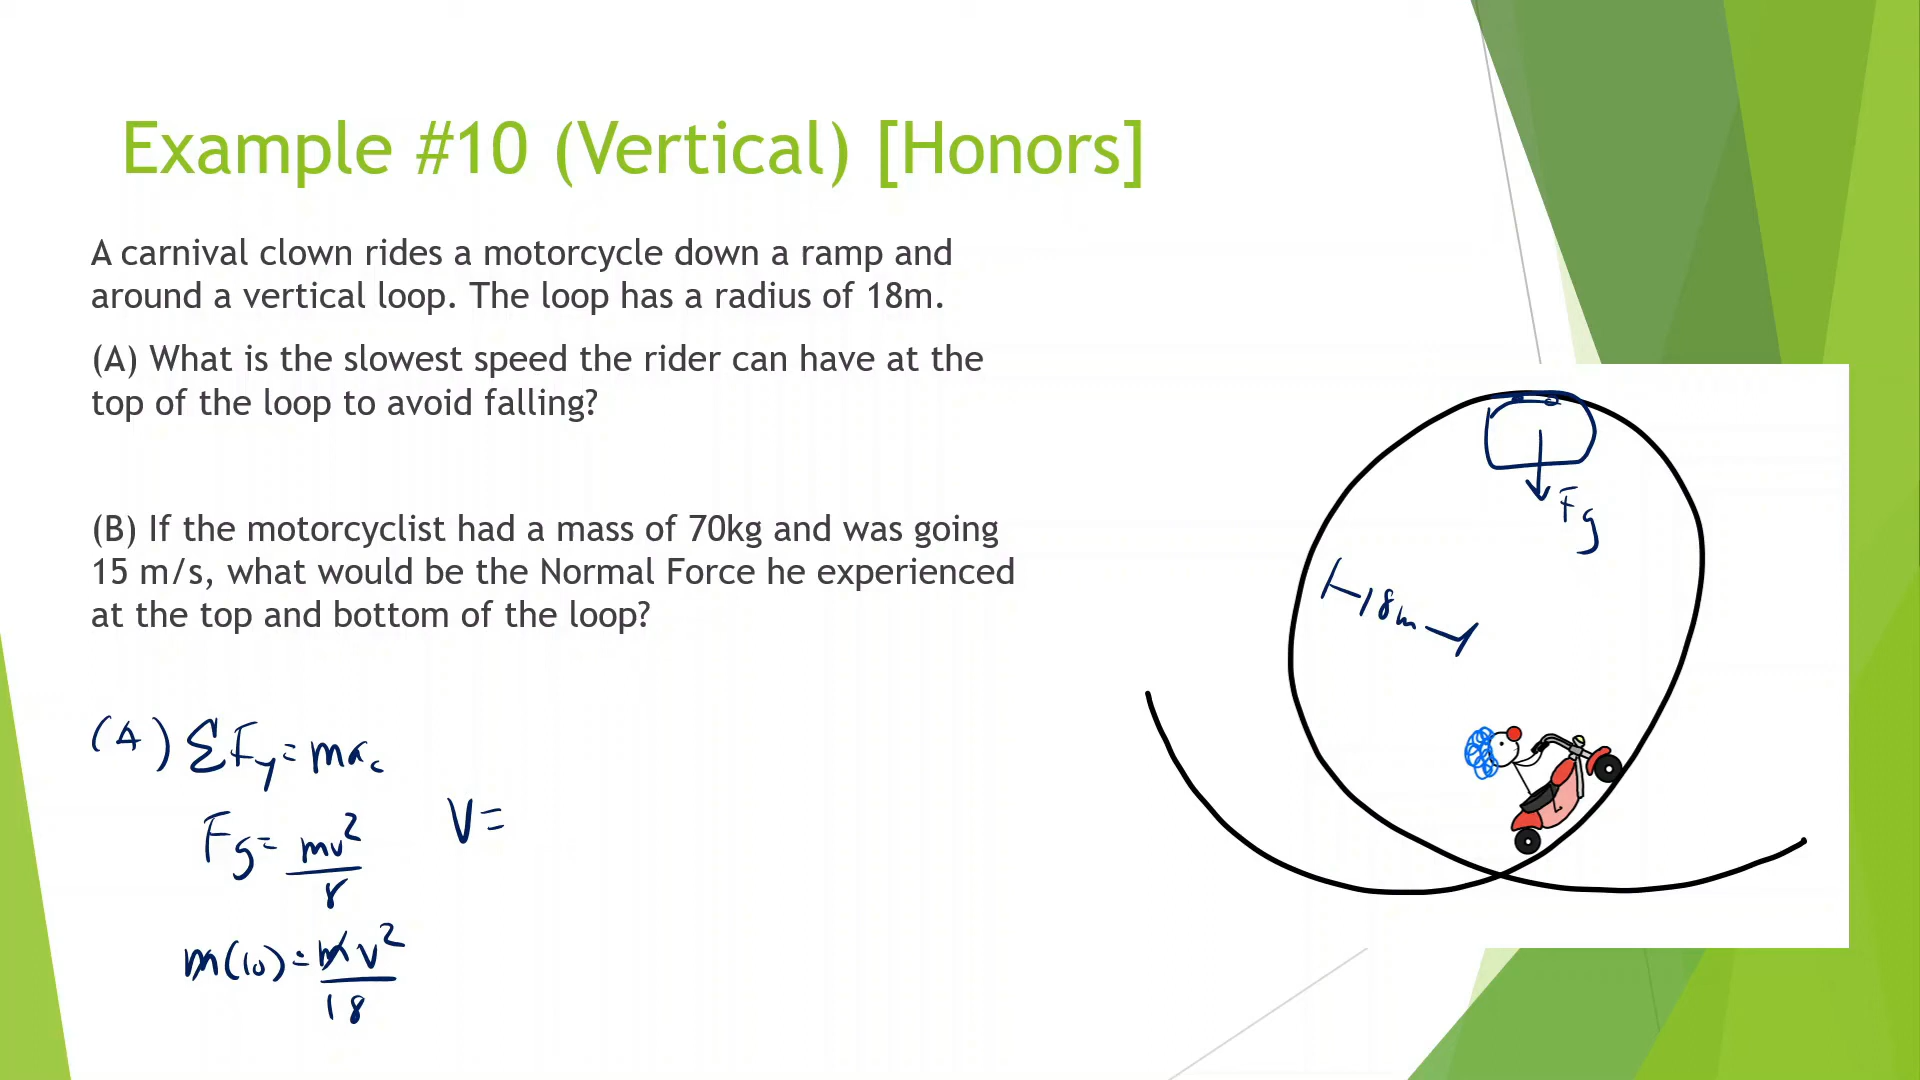 Example #10 (Vertical) [Honors]
A carnival clown rides a motorcycle down a ramp and
around a vertical loop. The loop has a radius of 18m.
(A) What is the slowest speed the rider can have at the
top of the loop to avoid falling?
(B) If the motorcyclist had a mass of 70kg and was going
15 m/s, what would be the Normal Force he experienced
at the top and bottom of the loop?
(A) ΣFy = mac
Fg = mv²/r
V=
m(10) = mv²/18
Fg
18m